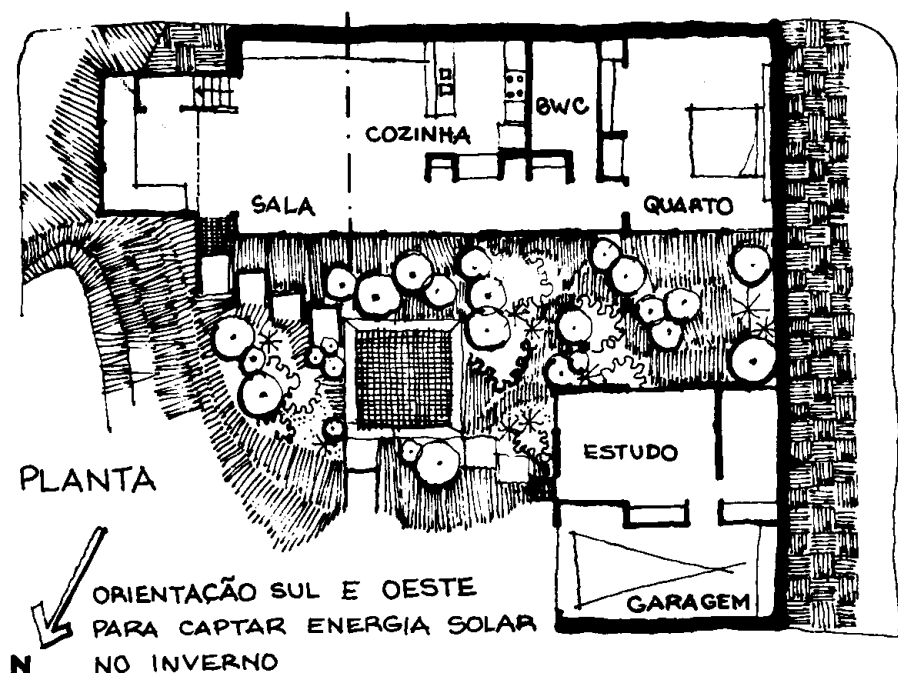 BWC
COZINHA
SALA
QUARTO
ESTUDO
PLANTA
GARAGEM
ORIENTAÇÃO SUL E OESTE
PARA CAPTAR ENERGIA SOLAR
NO INVERNO
N